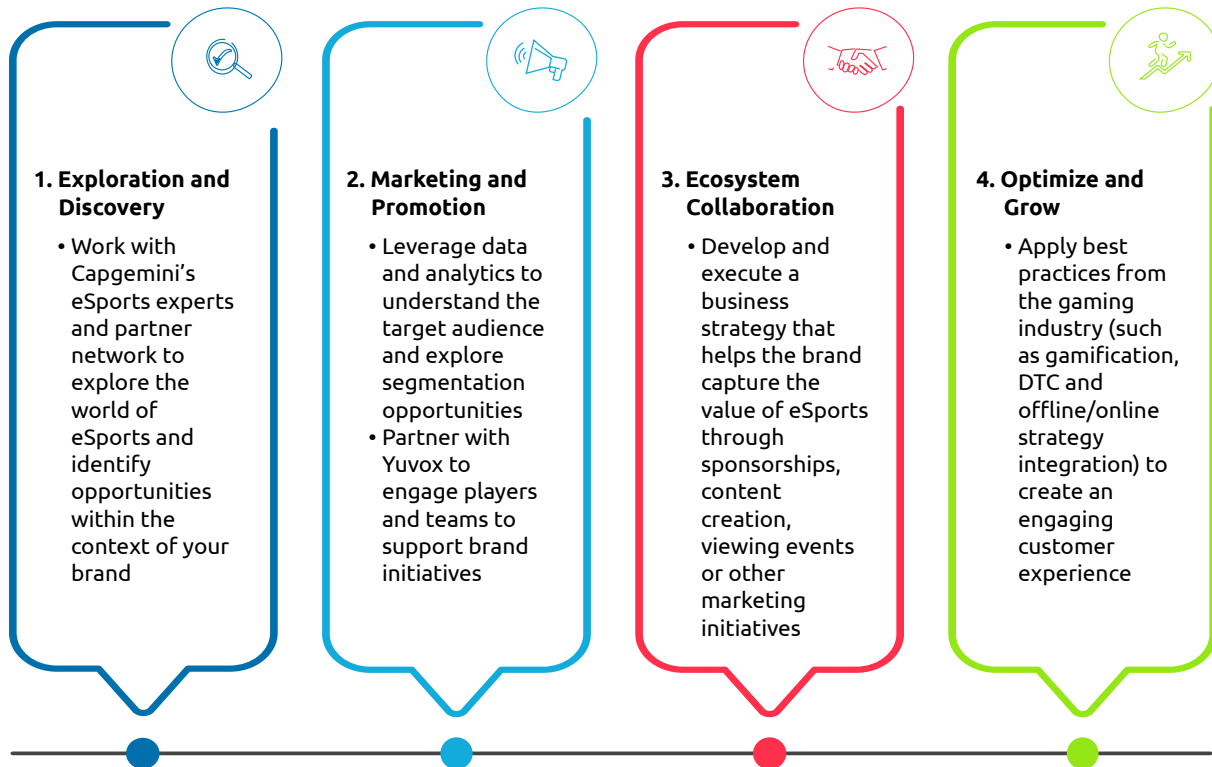 1. Exploration and
Discovery
• Work with
Capgemini’s
eSports experts
and partner
network to
explore the
world of
eSports and
identify
opportunities
within the
context of your
brand
2. Marketing and
Promotion
• Leverage data
and analytics to
understand the
target audience
and explore
segmentation
opportunities
• Partner with
Yuvox to
engage players
and teams to
support brand
initiatives
3. Ecosystem
Collaboration
• Develop and
execute a
business
strategy that
helps the brand
capture the
value of eSports
through
sponsorships,
content
creation,
viewing events
or other
marketing
initiatives
4. Optimize and
Grow
• Apply best
practices from
the gaming
industry (such
as gamification,
DTC and
offline/online
strategy
integration) to
create an
engaging
customer
experience